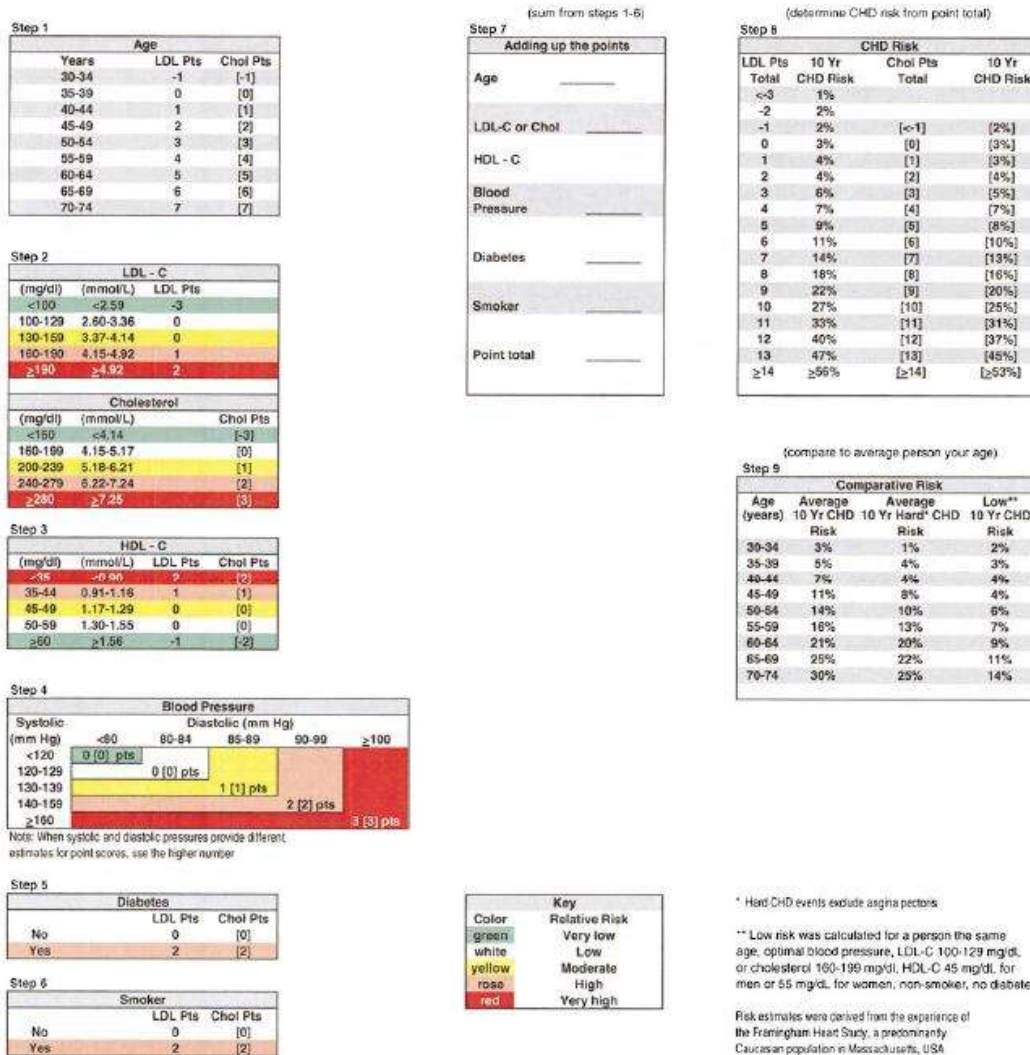 Step 1
Age
Years LDL Pts Chol Pts
30-34 -1 [-1]
35-39 0 [0]
40-44 1 [1]
45-49 2 [2]
50-54 3 [3]
55-59 4 [4]
60-64 5 [5]
65-69 6 [6]
70-74 7 [7]
Step 2
LDL - C
(mg/dl) (mmol/L) LDL Pts
<100 <2.59 -3
100-129 2.60-3.36 0
130-159 3.37-4.14 0
160-190 4.15-4.92 1
≥190 ≥4.92 2
Cholesterol
(mg/dl) (mmol/L) Chol Pts
<160 <4.14 [-3]
160-199 4.15-5.17 [0]
200-239 5.18-6.21 [1]
240-279 6.22-7.24 [2]
≥280 ≥7.25 [3]
Step 3
HDL - C
(mg/dl) (mmol/L) LDL Pts Chol Pts
<35 <0.90 2 [2]
35-44 0.91-1.16 1 [1]
45-49 1.17-1.29 0 [0]
50-59 1.30-1.55 0 [0]
≥60 ≥1.56 -1 [-2]
Step 4
Blood Pressure
Systolic Diastolic (mm Hg)
(mm Hg) <80 80-84 85-89 90-99 ≥100
<120 0 [0] pts
120-129 0 [0] pts
130-139 1 [1] pts
140-159 2 [2] pts
≥160 3 [3] pts
Note: When systolic and diastolic pressures provide different
estimates for point scores, use the higher number
Step 5
Diabetes
LDL Pts Chol Pts
No 0 [0]
Yes 2 [2]
Step 6
Smoker
LDL Pts Chol Pts
No 0 [0]
Yes 2 [2]
(sum from steps 1-6)
Step 7
Adding up the points
Age
LDL-C or Chol
HDL - C
Blood
Pressure
Diabetes
Smoker
Point total
Key
Color Relative Risk
green Very low
white Low
yellow Moderate
rose High
red Very high
(determine CHD risk from point total)
Step 8
CHD Risk
LDL Pts 10 Yr Chol Pts 10 Yr
Total CHD Risk Total CHD Risk
<-3 1%
-2 2%
-1 2% [<-1] [2%]
0 3% [0] [3%]
1 4% [1] [3%]
2 4% [2] [4%]
3 6% [3] [5%]
4 7% [4] [7%]
5 9% [5] [8%]
6 11% [6] [10%]
7 14% [7] [13%]
8 18% [8] [16%]
9 22% [9] [20%]
10 27% [10] [25%]
11 33% [11] [31%]
12 40% [12] [37%]
13 47% [13] [45%]
≥14 ≥56% [≥14] [≥53%]
(compare to average person your age)
Step 9
Comparative Risk
Age Average Average Low**
(years) 10 Yr CHD 10 Yr Hard* CHD 10 Yr CHD
Risk Risk Risk
30-34 3% 1% 2%
35-39 5% 4% 3%
40-44 7% 4% 4%
45-49 11% 8% 4%
50-54 14% 10% 6%
55-59 16% 13% 7%
60-64 21% 20% 9%
65-69 25% 22% 11%
70-74 30% 25% 14%
* Hard CHD events exclude angina pectoris
** Low risk was calculated for a person the same
age, optimal blood pressure, LDL-C 100-129 mg/dL
or cholesterol 160-199 mg/dl, HDL-C 45 mg/dL for
men or 55 mg/dL for women, non-smoker, no diabete
Risk estimates were derived from the experience of
the Framingham Heart Study, a predominantly
Caucasian population in Massachusetts, USA